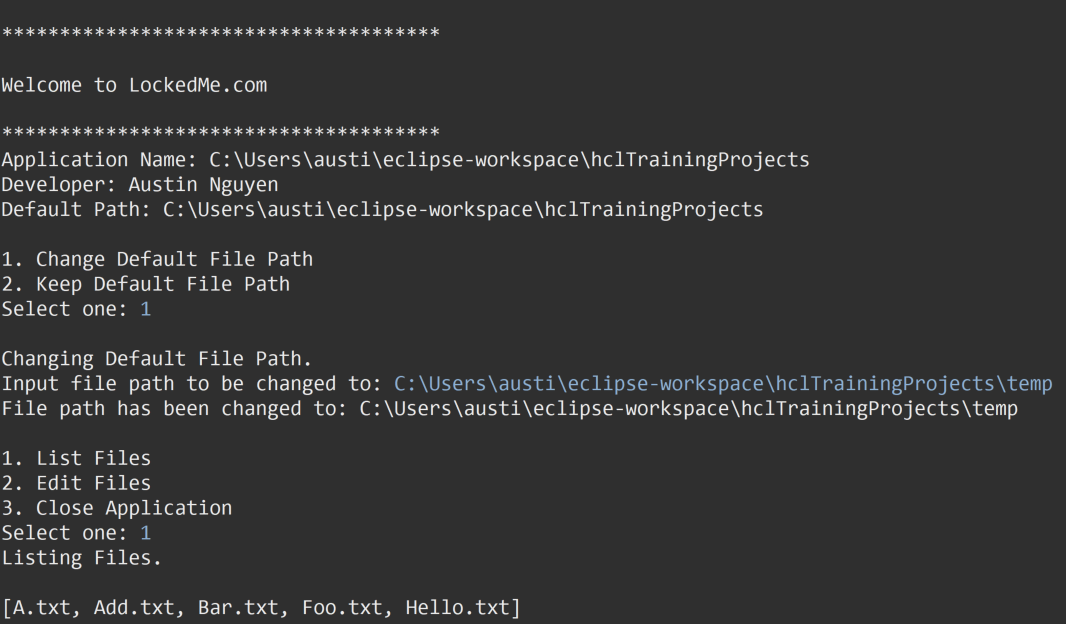 **************************************
Welcome to LockedMe.com
**************************************
Application Name: C:\Users\austi\eclipse-workspace\hclTrainingProjects
Developer: Austin Nguyen
Default Path: C:\Users\austi\eclipse-workspace\hclTrainingProjects
1. Change Default File Path
2. Keep Default File Path
Select one: 1
Changing Default File Path.
Input file path to be changed to: C:\Users\austi\eclipse-workspace\hclTrainingProjects\temp
File path has been changed to: C:\Users\austi\eclipse-workspace\hclTrainingProjects\temp
1. List Files
2. Edit Files
3. Close Application
Select one: 1
Listing Files.
[A.txt, Add.txt, Bar.txt, Foo.txt, Hello.txt]